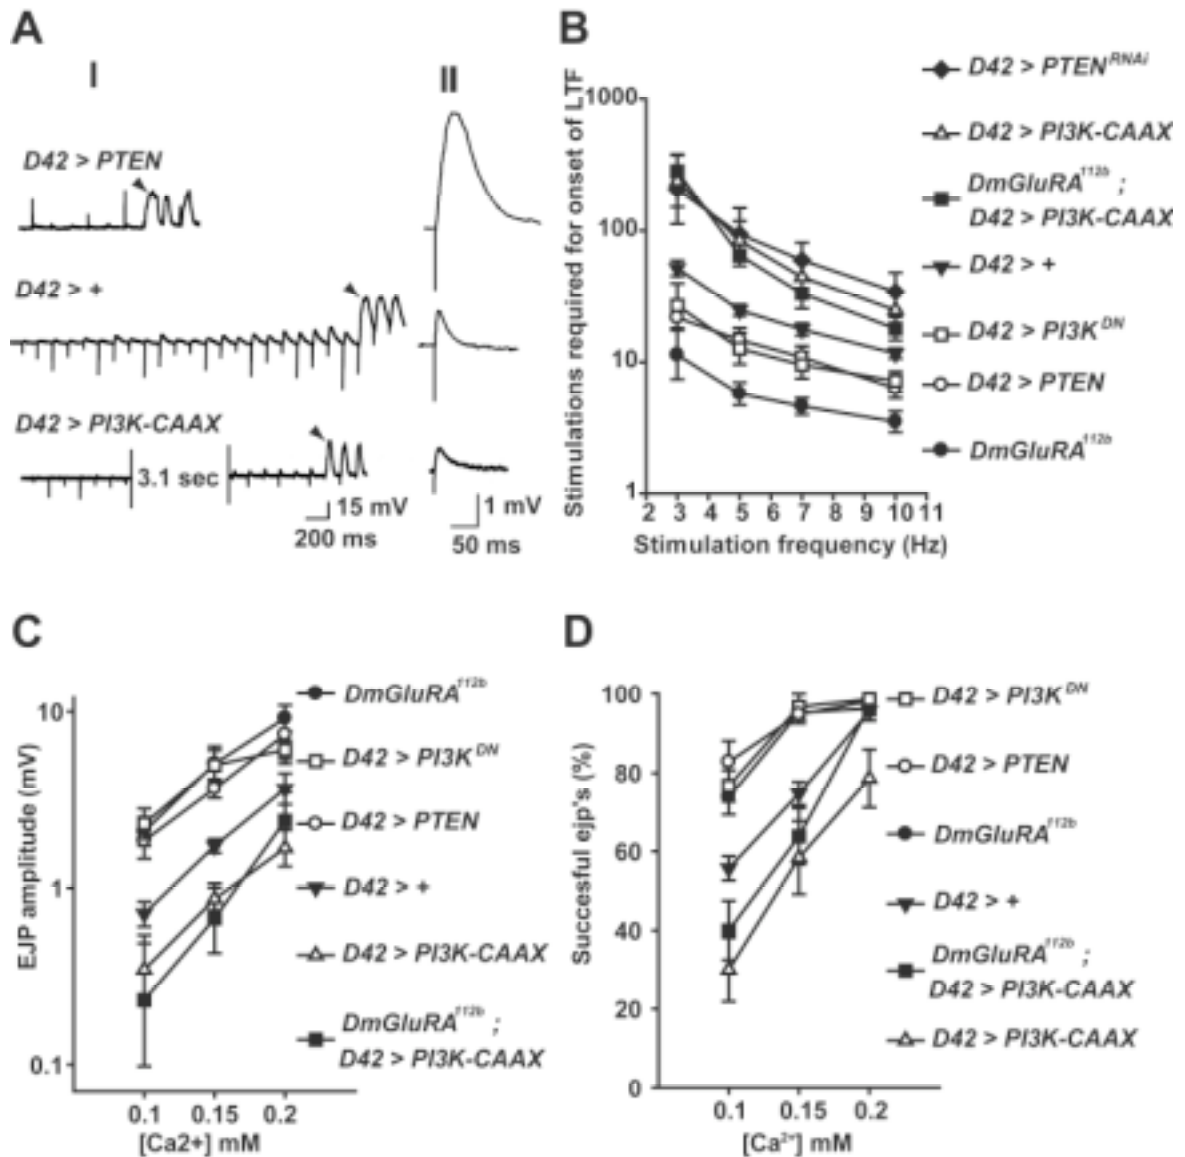 A
I
II
D42 > PTEN
D42 > +
D42 > PI3K-CAAX
3.1 sec
15 mV
200 ms
1 mV
50 ms
B
Stimulations required for onset of LTF
1000
100
10
1
2 3 4 5 6 7 8 9 10 11
Stimulation frequency (Hz)
D42 > PTEN^RNAi
D42 > PI3K-CAAX
DmGluRA^112b ;
D42 > PI3K-CAAX
D42 > +
D42 > PI3K^DN
D42 > PTEN
DmGluRA^112b
C
EJP amplitude (mV)
10
1
0.1
0.1 0.15 0.2
[Ca2+] mM
DmGluRA^112b
D42 > PI3K^DN
D42 > PTEN
D42 > +
D42 > PI3K-CAAX
DmGluRA^112b ;
D42 > PI3K-CAAX
D
Succesful ejp's (%)
100
80
60
40
20
0
0.1 0.15 0.2
[Ca²⁺] mM
D42 > PI3K^DN
D42 > PTEN
DmGluRA^112b
D42 > +
DmGluRA^112b ;
D42 > PI3K-CAAX
D42 > PI3K-CAAX